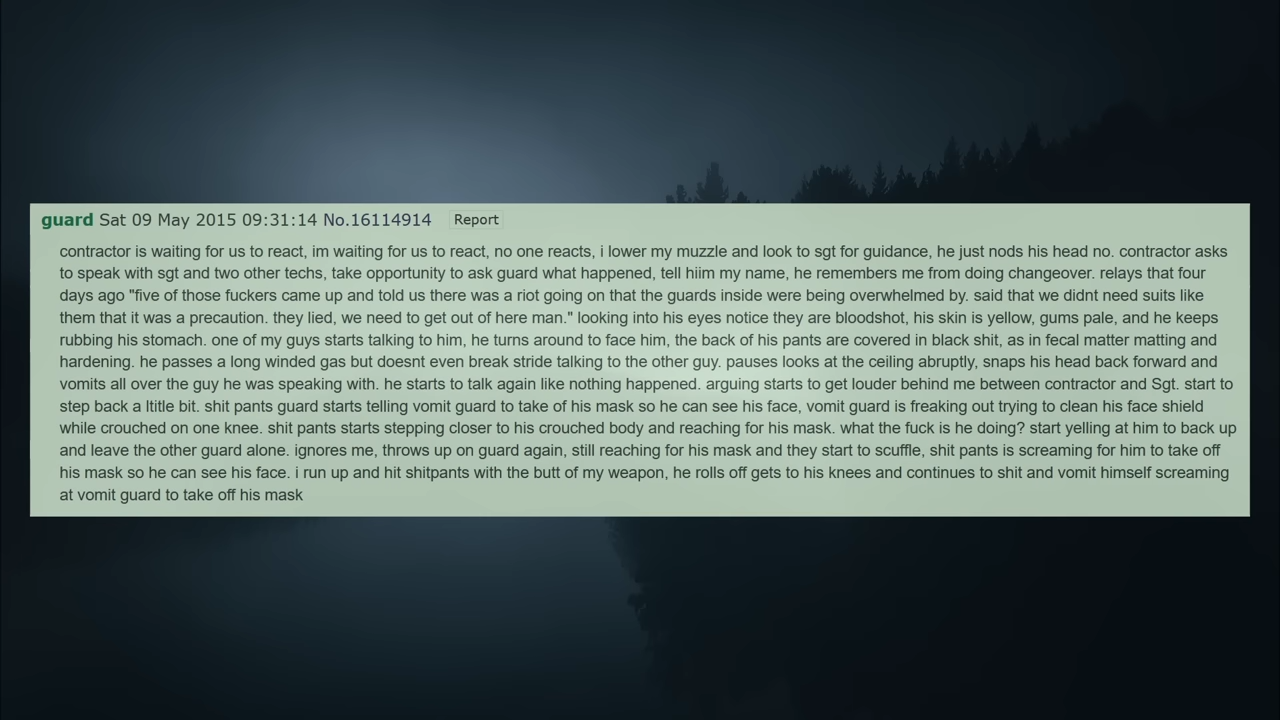 guard Sat 09 May 2015 09:31:14 No.16114914 Report
contractor is waiting for us to react, im waiting for us to react, no one reacts, i lower my muzzle and look to sgt for guidance, he just nods his head no. contractor asks
to speak with sgt and two other techs, take opportunity to ask guard what happened, tell hiim my name, he remembers me from doing changeover. relays that four
days ago "five of those fuckers came up and told us there was a riot going on that the guards inside were being overwhelmed by. said that we didnt need suits like
them that it was a precaution. they lied, we need to get out of here man." looking into his eyes notice they are bloodshot, his skin is yellow, gums pale, and he keeps
rubbing his stomach. one of my guys starts talking to him, he turns around to face him, the back of his pants are covered in black shit, as in fecal matter matting and
hardening. he passes a long winded gas but doesnt even break stride talking to the other guy. pauses looks at the ceiling abruptly, snaps his head back forward and
vomits all over the guy he was speaking with. he starts to talk again like nothing happened. arguing starts to get louder behind me between contractor and Sgt. start to
step back a ltitle bit. shit pants guard starts telling vomit guard to take of his mask so he can see his face, vomit guard is freaking out trying to clean his face shield
while crouched on one knee. shit pants starts stepping closer to his crouched body and reaching for his mask. what the fuck is he doing? start yelling at him to back up
and leave the other guard alone. ignores me, throws up on guard again, still reaching for his mask and they start to scuffle, shit pants is screaming for him to take off
his mask so he can see his face. i run up and hit shitpants with the butt of my weapon, he rolls off gets to his knees and continues to shit and vomit himself screaming
at vomit guard to take off his mask